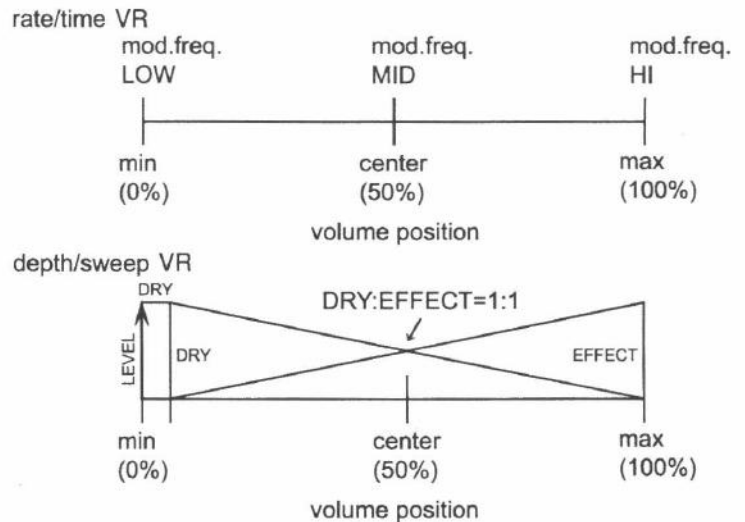 rate/time VR
mod.freq. mod.freq. mod.freq.
LOW MID HI
min center max
(0%) (50%) (100%)
volume position
depth/sweep VR
DRY
DRY:EFFECT=1:1
LEVEL DRY EFFECT
min center max
(0%) (50%) (100%)
volume position